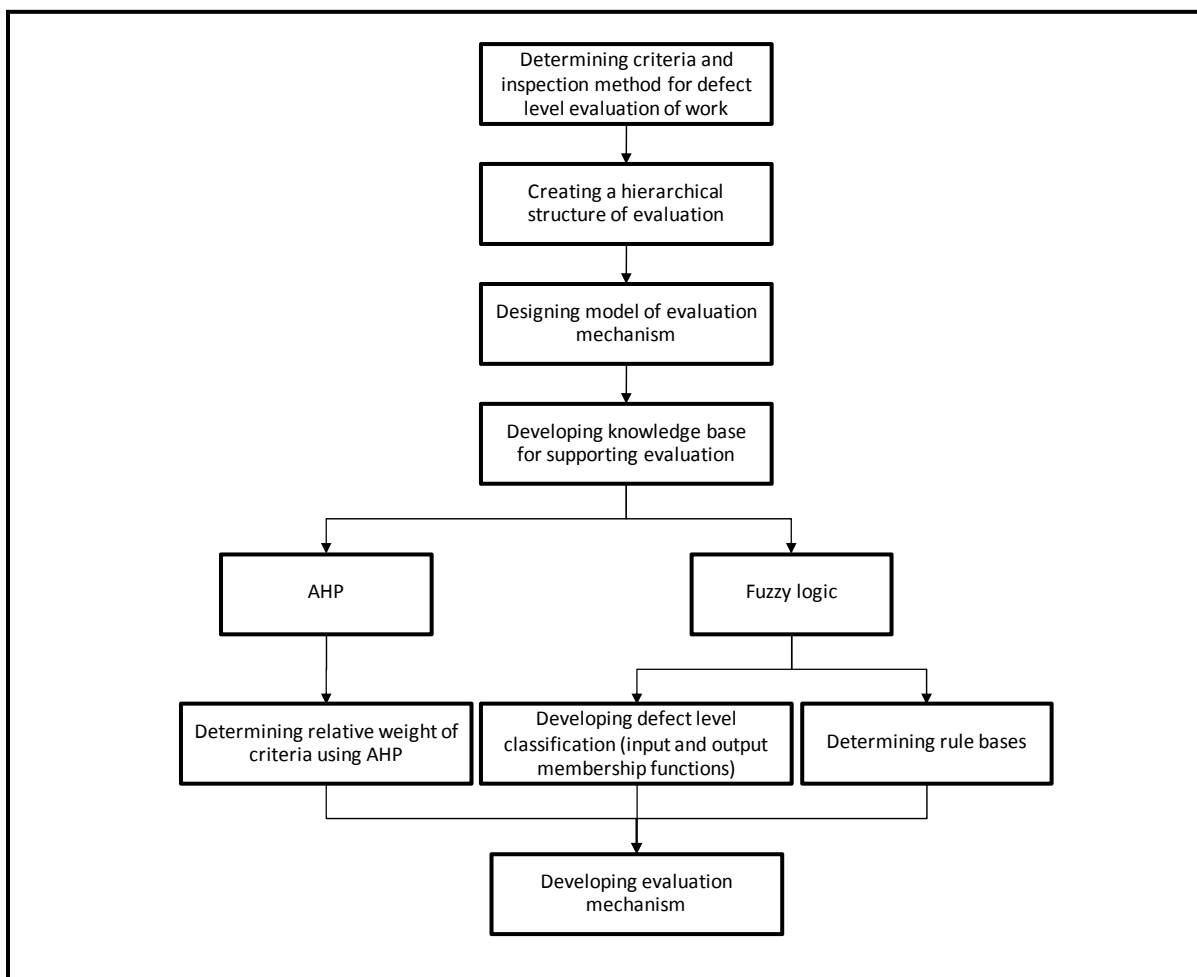 Determining criteria and
inspection method for defect
level evaluation of work
Creating a hierarchical
structure of evaluation
Designing model of evaluation
mechanism
Developing knowledge base
for supporting evaluation
AHP
Fuzzy logic
Determining relative weight of
criteria using AHP
Developing defect level
classification (input and output
membership functions)
Determining rule bases
Developing evaluation
mechanism